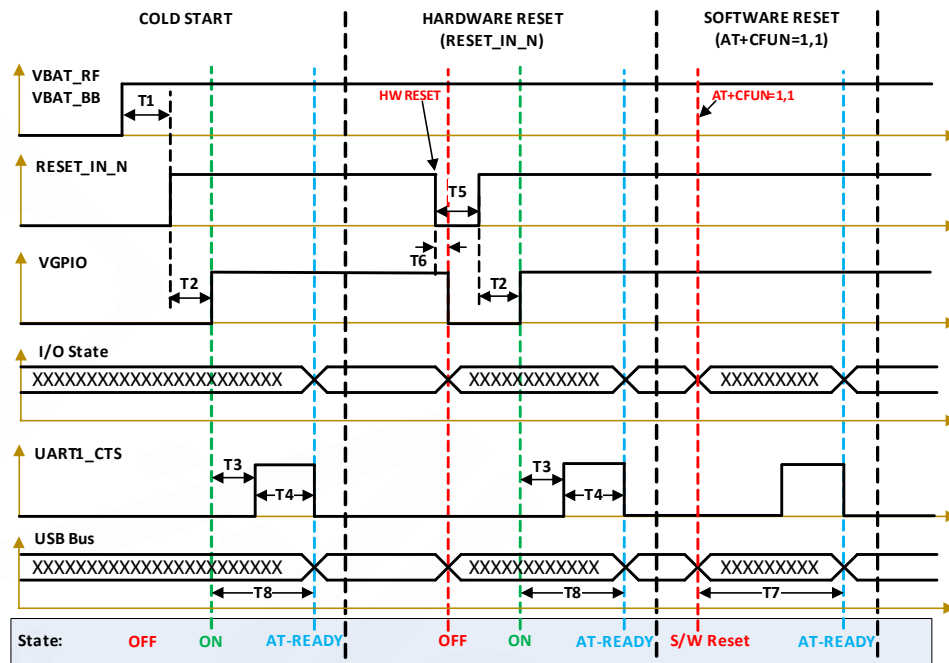 COLD START
HARDWARE RESET
(RESET_IN_N)
SOFTWARE RESET
(AT+CFUN=1,1)
VBAT_RF
VBAT_BB
T1
HW RESET
AT+CFUN=1,1
RESET_IN_N
T5
T6
VGPIO
T2
T2
I/O State
XXXXXXXXXXXXXXXXXXXXXXX
XXXXXXXXXXXX
XXXXXXXXX
UART1_CTS
T3
T4
T3
T4
USB Bus
XXXXXXXXXXXXXXXXXXXXXXX
XXXXXXXXXXXX
XXXXXXXXX
T8
T8
T7
State:
OFF
ON
AT-READY
OFF
ON
AT-READY
S/W Reset
AT-READY